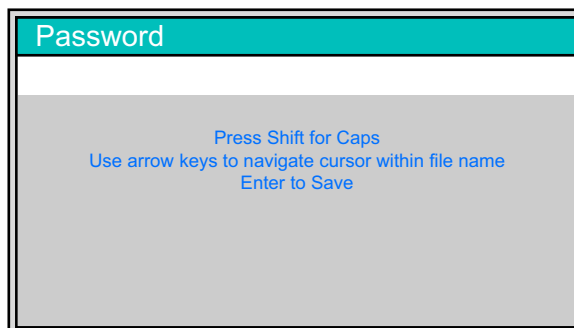 Password
Press Shift for Caps
Use arrow keys to navigate cursor within file name
Enter to Save